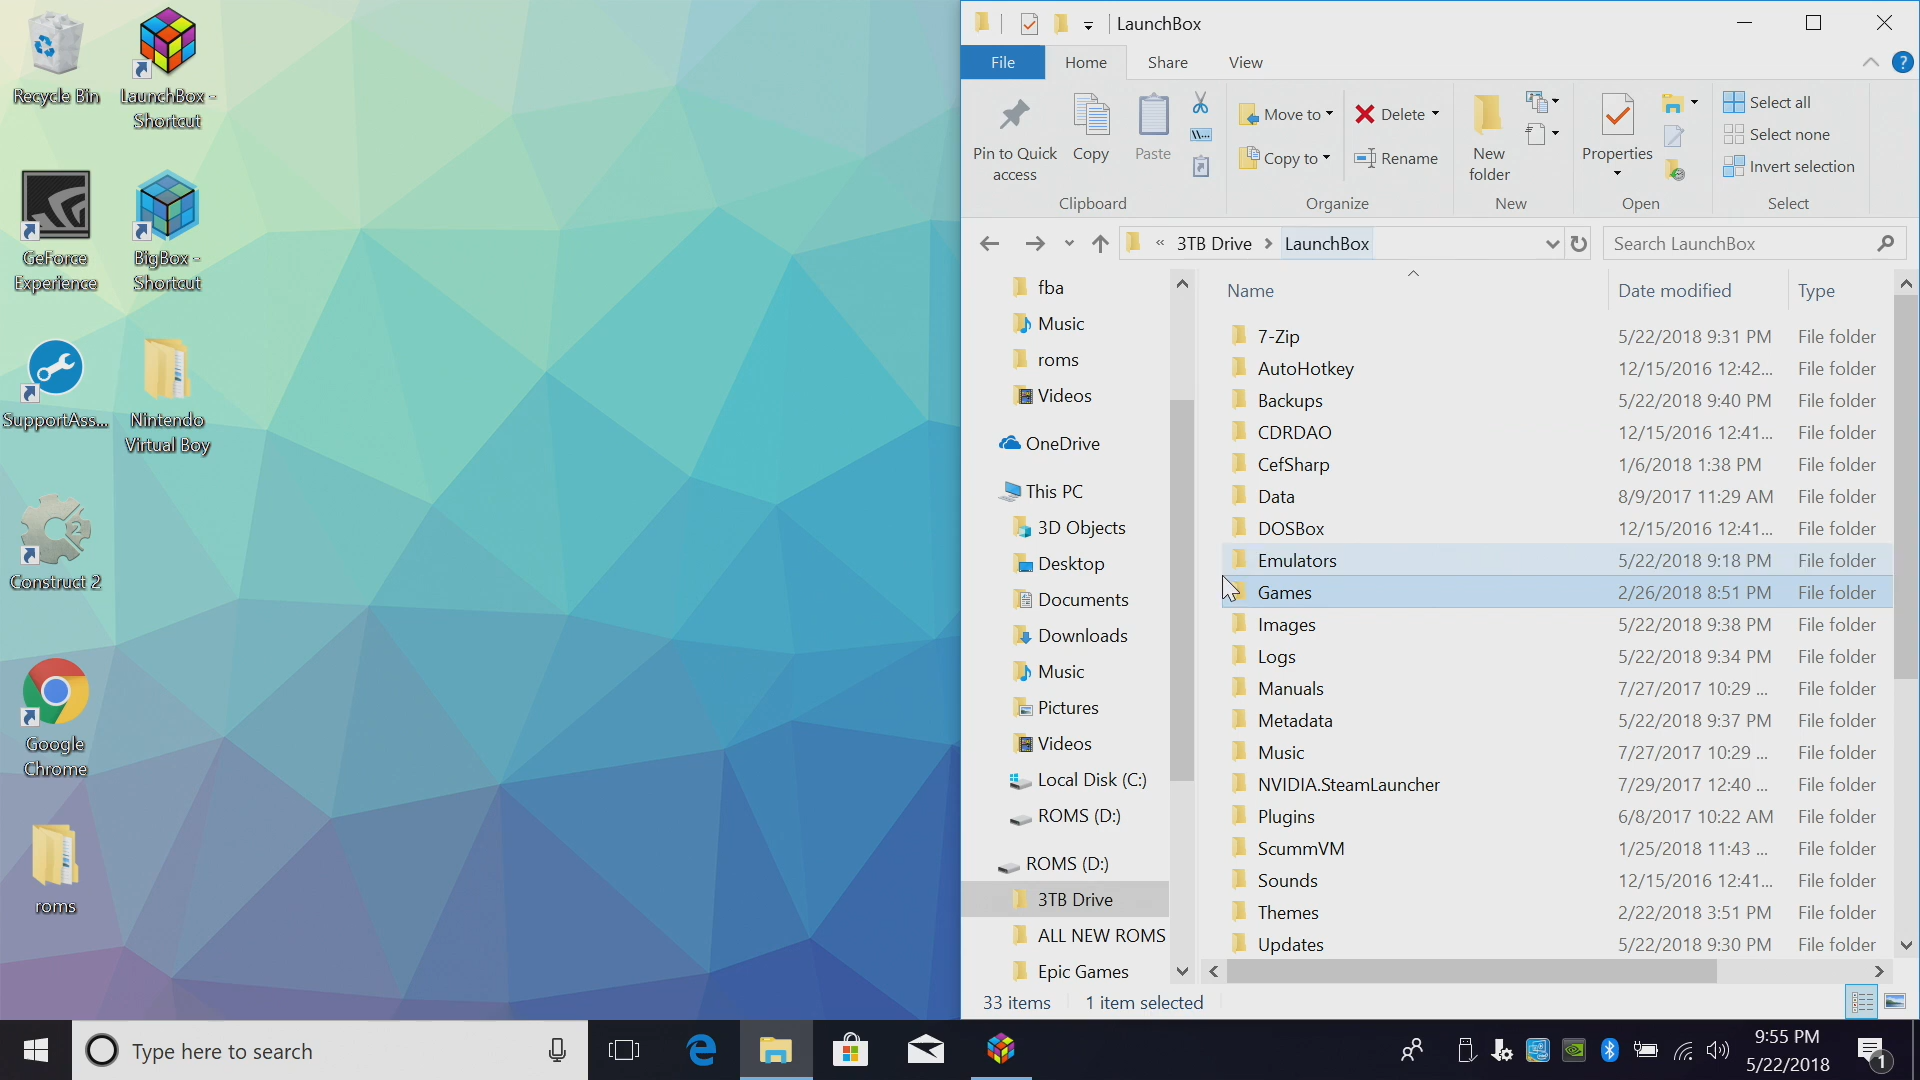 Recycle Bin
LaunchBox -
Shortcut
GeForce
Experience
BigBox -
Shortcut
SupportAss...
Nintendo
Virtual Boy
Construct 2
2
Google
Chrome
roms
LaunchBox
File
Home
Share
View
?
Pin to Quick
access
Copy
Paste
Move to
Copy to
Delete
Rename
New
folder
Properties
Select all
Select none
Invert selection
Clipboard
Organize
New
Open
Select
« 3TB Drive > LaunchBox
Search LaunchBox
fba
Music
roms
Videos
OneDrive
This PC
3D Objects
Desktop
Documents
Downloads
Music
Pictures
Videos
Local Disk (C:)
ROMS (D:)
ROMS (D:)
3TB Drive
ALL NEW ROMS
Epic Games
Name Date modified Type
7-Zip 5/22/2018 9:31 PM File folder
AutoHotkey 12/15/2016 12:42... File folder
Backups 5/22/2018 9:40 PM File folder
CDRDAO 12/15/2016 12:41... File folder
CefSharp 1/6/2018 1:38 PM File folder
Data 8/9/2017 11:29 AM File folder
DOSBox 12/15/2016 12:41... File folder
Emulators 5/22/2018 9:18 PM File folder
Games 2/26/2018 8:51 PM File folder
Images 5/22/2018 9:38 PM File folder
Logs 5/22/2018 9:34 PM File folder
Manuals 7/27/2017 10:29 ... File folder
Metadata 5/22/2018 9:37 PM File folder
Music 7/27/2017 10:29 ... File folder
NVIDIA.SteamLauncher 7/29/2017 12:40 ... File folder
Plugins 6/8/2017 10:22 AM File folder
ScummVM 1/25/2018 11:43 ... File folder
Sounds 12/15/2016 12:41... File folder
Themes 2/22/2018 3:51 PM File folder
Updates 5/22/2018 9:30 PM File folder
33 items 1 item selected
Type here to search
9:55 PM
5/22/2018
1